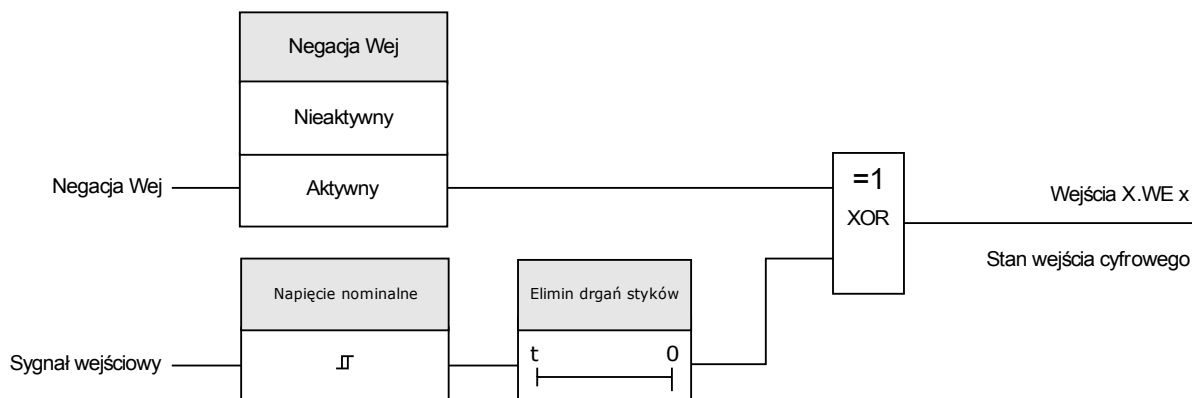 Negacja Wej
Nieaktywny
Negacja Wej
Aktywny
=1
XOR
Wejścia X.WE x
Stan wejścia cyfrowego
Napięcie nominalne
Elimin drgań styków
Sygnał wejściowy
t 0